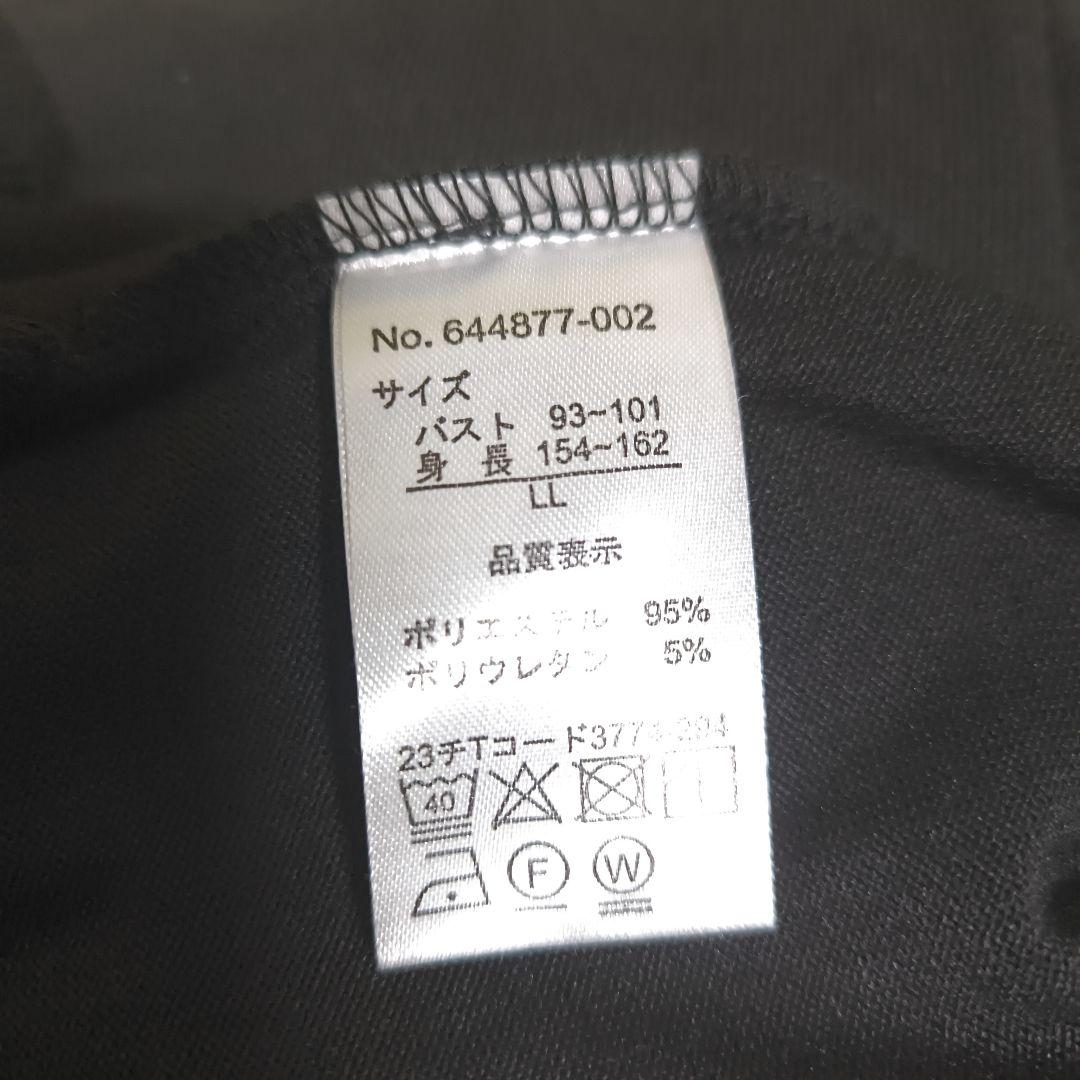 No. 644877-002
サイズ
バスト 93~101
身 長 154~162
LL
品質表示
ポリエステル 95%
ポリウレタン 5%
23チTコード3774-294
40
F
W